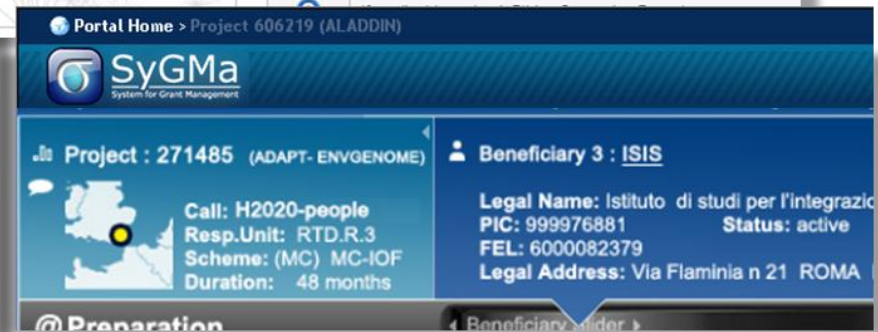 Portal Home > Project 606219 (ALADDIN)
SyGMa
System for Grant Management
Project : 271485 (ADAPT- ENVGENOME)
Call: H2020-people
Resp.Unit: RTD.R.3
Scheme: (MC) MC-IOF
Duration: 48 months
Beneficiary 3 : ISIS
Legal Name: Istituto di studi per l'integrazio
PIC: 999976881 Status: active
FEL: 6000082379
Legal Address: Via Flaminia n 21 ROMA
@ Preparation
Beneficiary Slider